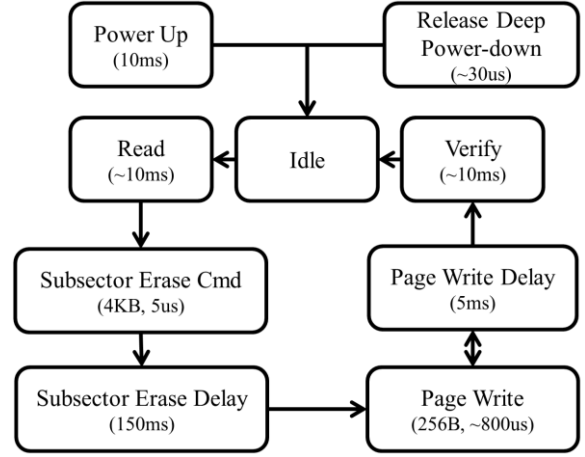 Power Up
(10ms)
Release Deep
Power-down
(~30us)
Read
(~10ms)
Idle
Verify
(~10ms)
Subsector Erase Cmd
(4KB, 5us)
Page Write Delay
(5ms)
Subsector Erase Delay
(150ms)
Page Write
(256B, ~800us)